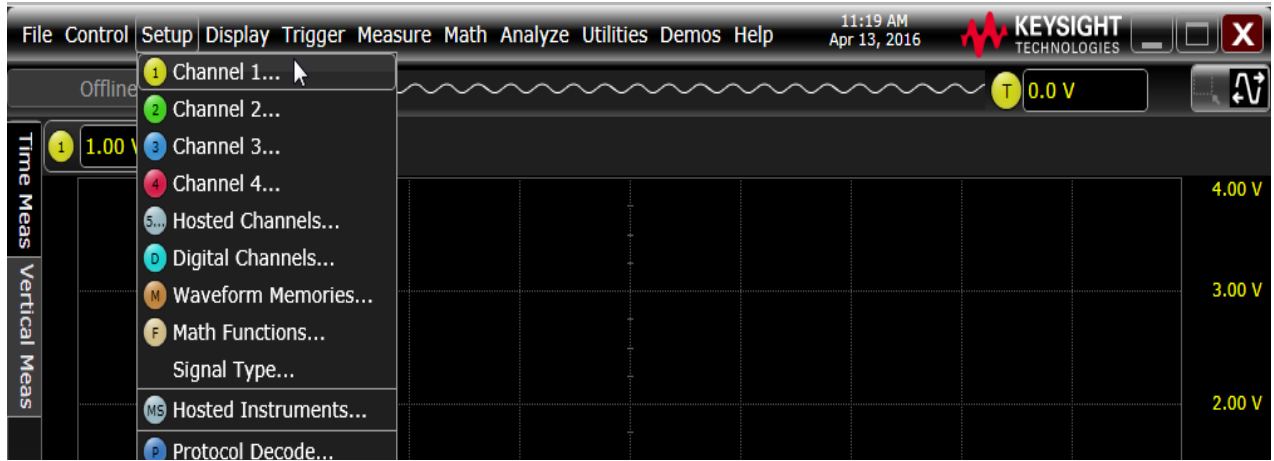 File Control Setup Display Trigger Measure Math Analyze Utilities Demos Help
11:19 AM
Apr 13, 2016
KEYSIGHT
TECHNOLOGIES
X
Offline
T 0.0 V
1 1.00 V
Time Meas
Vertical Meas
1 Channel 1...
2 Channel 2...
3 Channel 3...
4 Channel 4...
5... Hosted Channels...
D Digital Channels...
M Waveform Memories...
F Math Functions...
Signal Type...
MS Hosted Instruments...
P Protocol Decode...
4.00 V
3.00 V
2.00 V